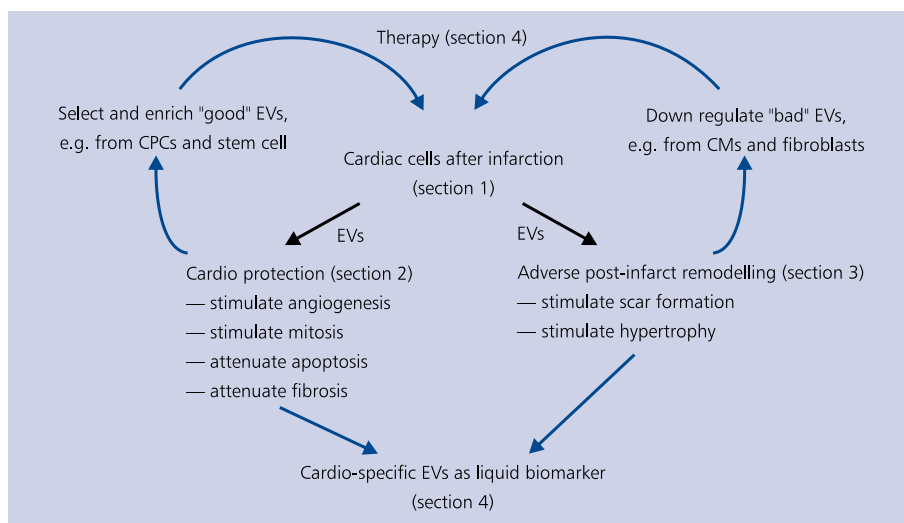 Therapy (section 4)
Select and enrich "good" EVs,
e.g. from CPCs and stem cell
Down regulate "bad" EVs,
e.g. from CMs and fibroblasts
Cardiac cells after infarction
(section 1)
EVs
EVs
Cardio protection (section 2)
— stimulate angiogenesis
— stimulate mitosis
— attenuate apoptosis
— attenuate fibrosis
Adverse post-infarct remodelling (section 3)
— stimulate scar formation
— stimulate hypertrophy
Cardio-specific EVs as liquid biomarker
(section 4)